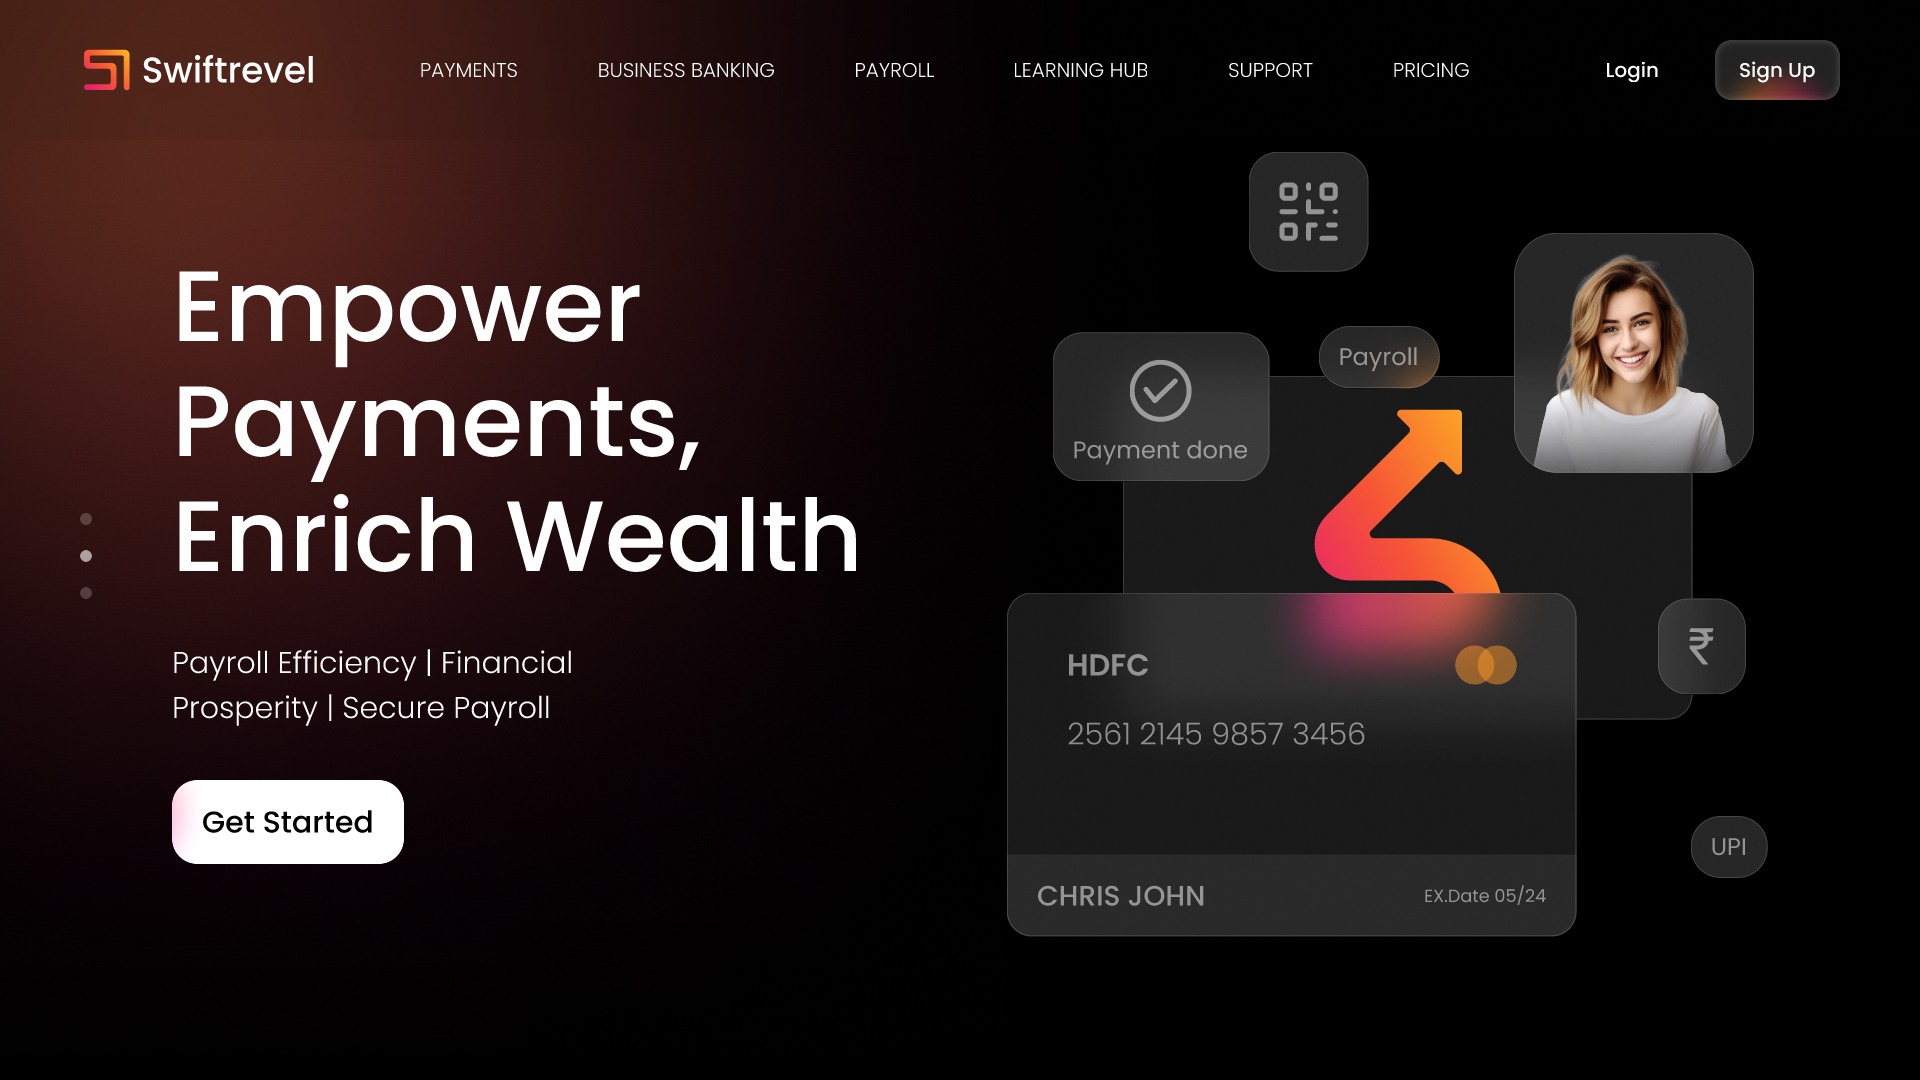 Swiftrevel
PAYMENTS
BUSINESS BANKING
PAYROLL
LEARNING HUB
SUPPORT
PRICING
Login
Sign Up
Empower
Payments,
Enrich Wealth
Payroll Efficiency | Financial
Prosperity | Secure Payroll
Get Started
Payroll
Payment done
₹
HDFC
2561 2145 9857 3456
CHRIS JOHN
EX.Date 05/24
UPI